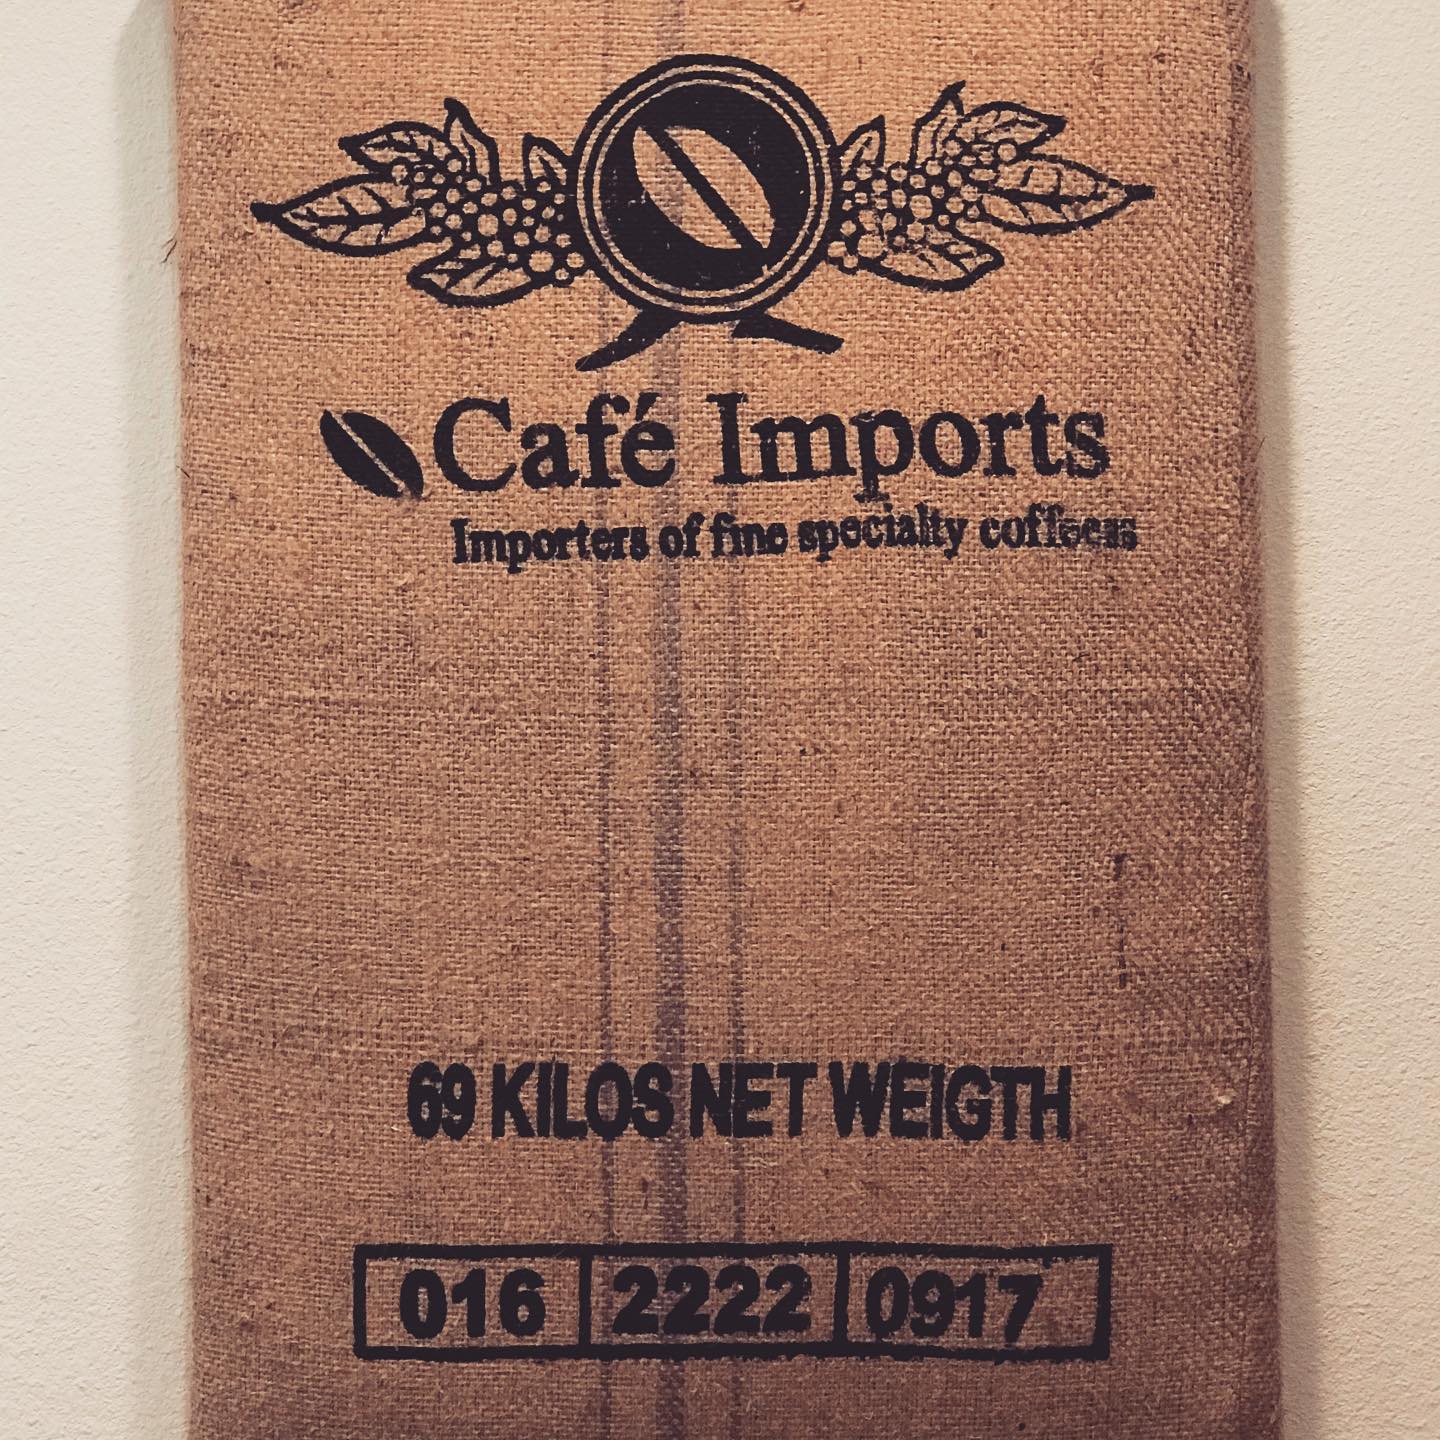 Café Imports
Importers of fine specialty coffees
69 KILOS NET WEIGTH
016 2222 0917